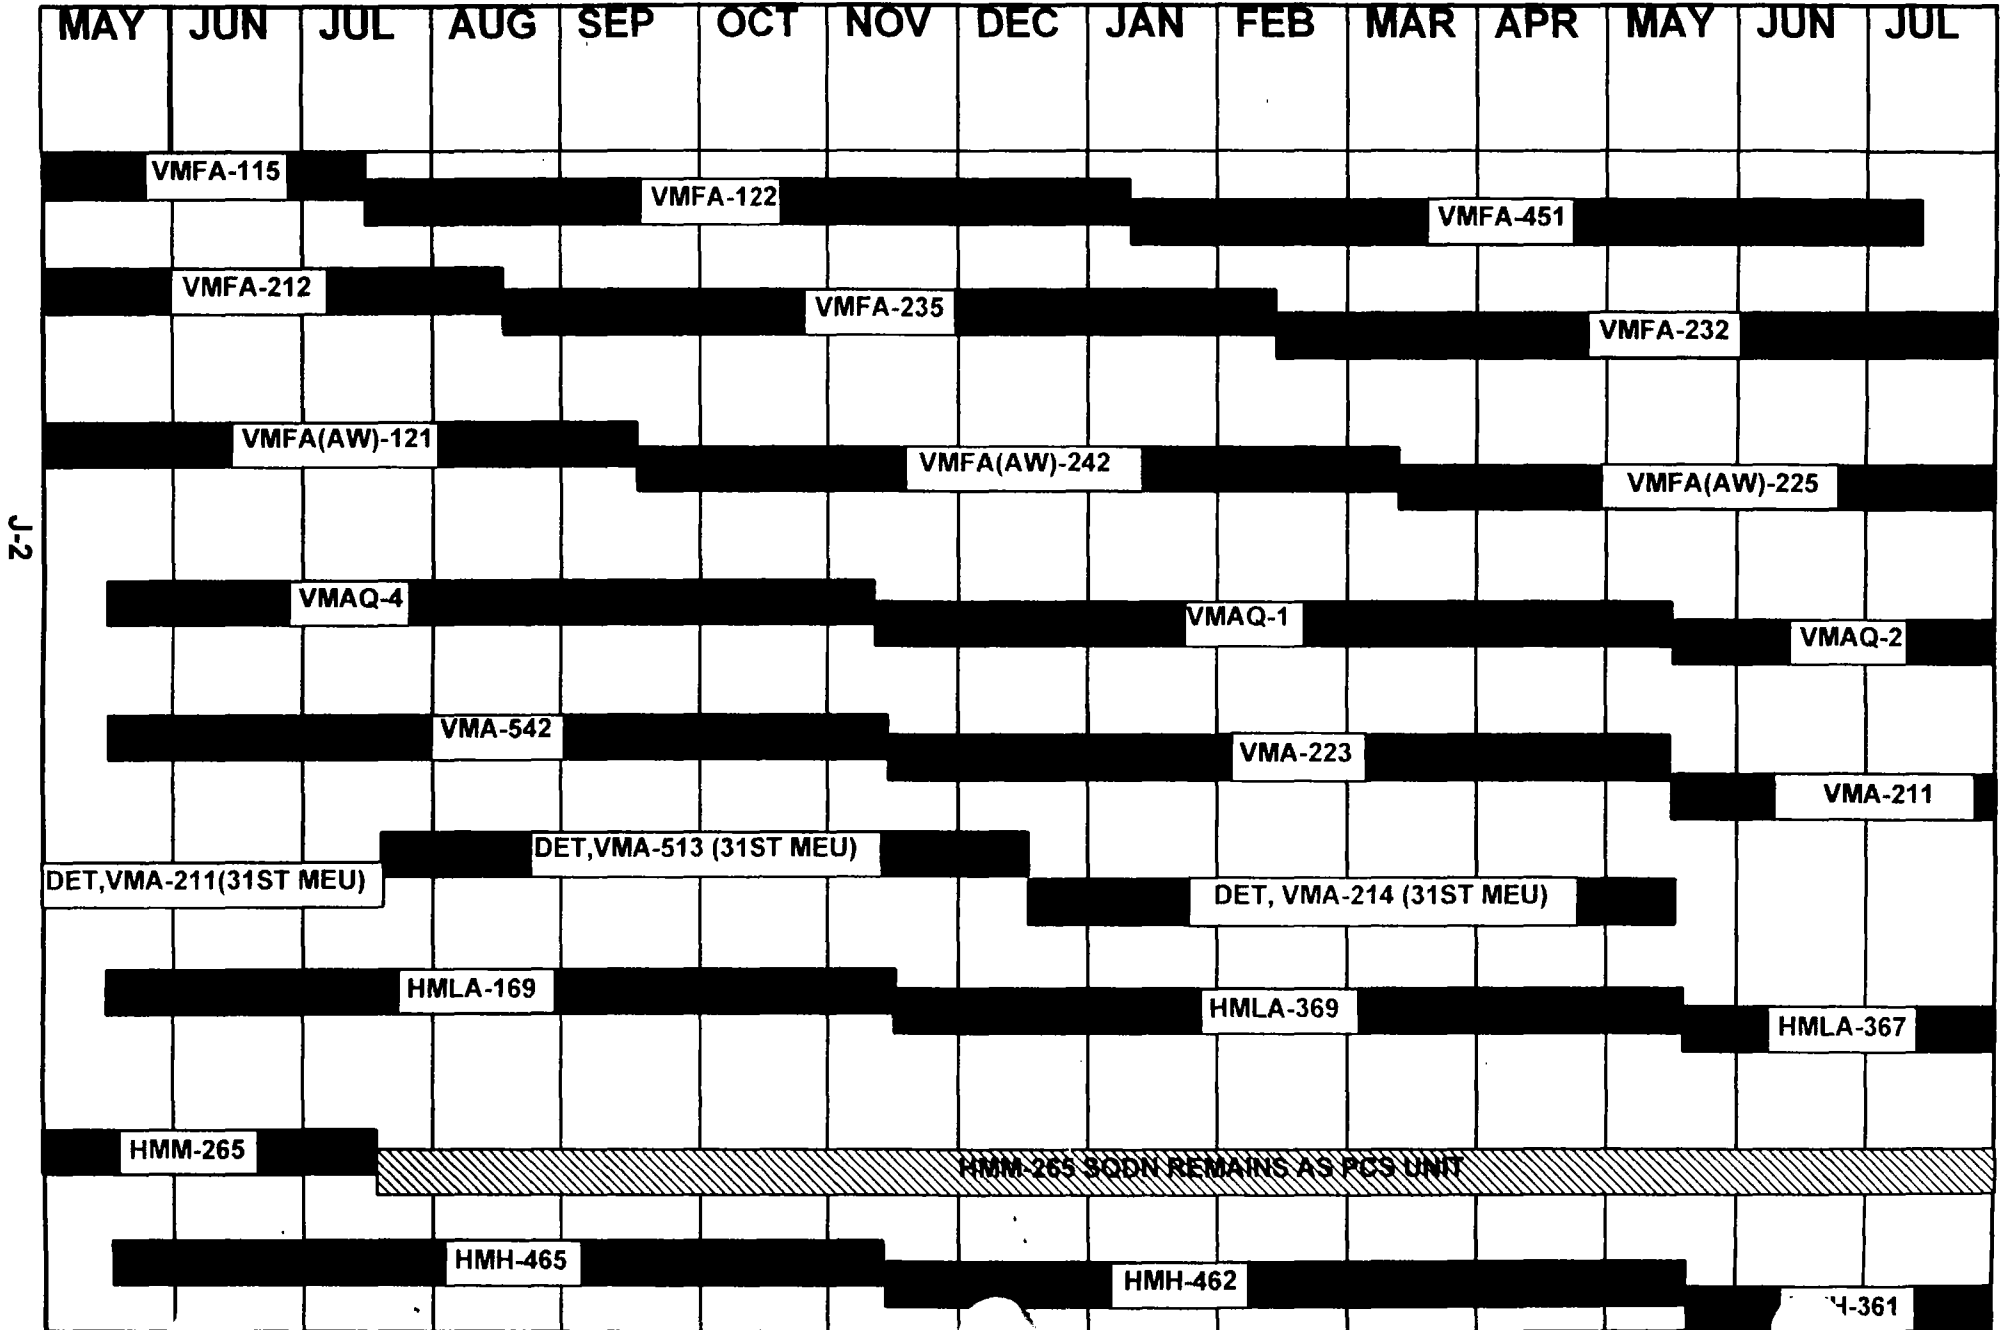 MAY JUN JUL AUG SEP OCT NOV DEC JAN FEB MAR APR MAY JUN JUL
VMFA-115
VMFA-122
VMFA-451
VMFA-212
VMFA-235
VMFA-232
VMFA(AW)-121
VMFA(AW)-242
VMFA(AW)-225
J-2
VMAQ-4
VMAQ-1
VMAQ-2
VMA-542
VMA-223
VMA-211
DET,VMA-513 (31ST MEU)
DET,VMA-211(31ST MEU)
DET, VMA-214 (31ST MEU)
HMLA-169
HMLA-369
HMLA-367
HMM-265
HMM-265 SQDN REMAINS AS PCS UNIT
HMH-465
HMH-462
H-361